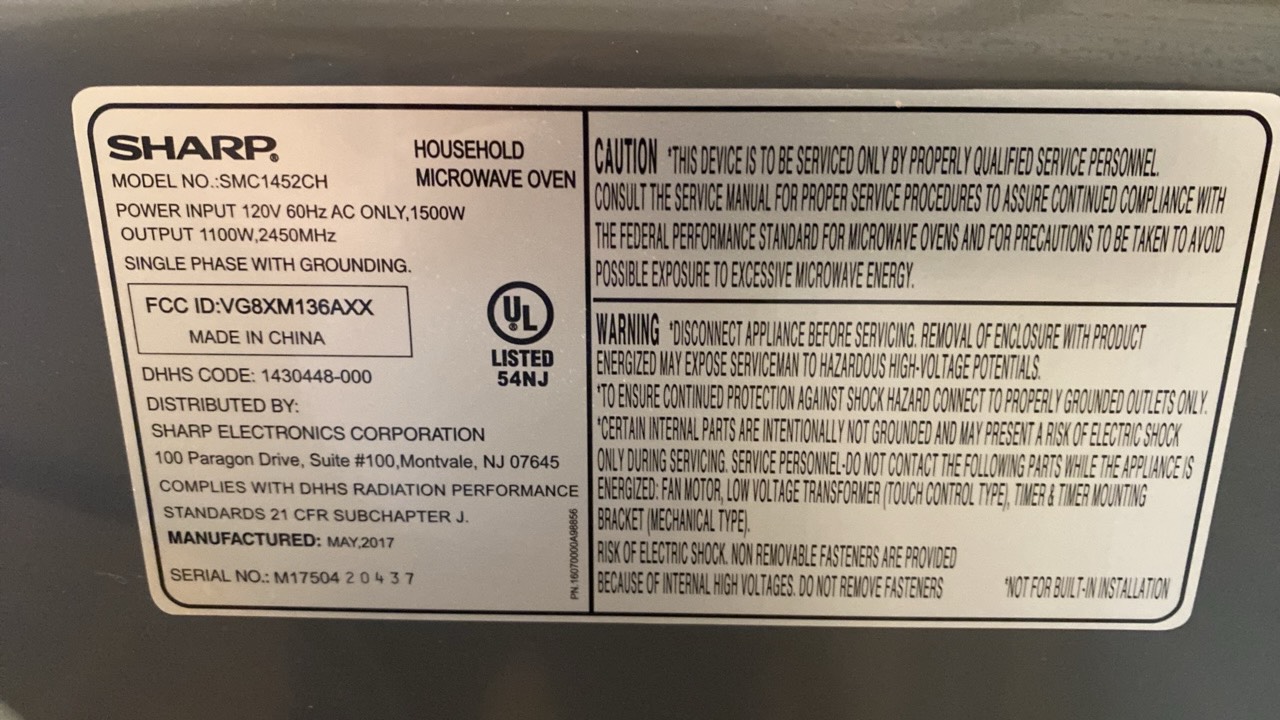 SHARP®
HOUSEHOLD
MICROWAVE OVEN
MODEL NO.:SMC1452CH
POWER INPUT 120V 60Hz AC ONLY,1500W
OUTPUT 1100W,2450MHz
SINGLE PHASE WITH GROUNDING.
FCC ID:VG8XM136AXX
MADE IN CHINA
UL®
LISTED
54NJ
DHHS CODE: 1430448-000
DISTRIBUTED BY:
SHARP ELECTRONICS CORPORATION
100 Paragon Drive, Suite #100,Montvale, NJ 07645
COMPLIES WITH DHHS RADIATION PERFORMANCE
STANDARDS 21 CFR SUBCHAPTER J.
MANUFACTURED: MAY,2017
SERIAL NO.: M17504 2 0 4 3 7
PN.16070000A98856
CAUTION *THIS DEVICE IS TO BE SERVICED ONLY BY PROPERLY QUALIFIED SERVICE PERSONNEL.
CONSULT THE SERVICE MANUAL FOR PROPER SERVICE PROCEDURES TO ASSURE CONTINUED COMPLIANCE WITH
THE FEDERAL PERFORMANCE STANDARD FOR MICROWAVE OVENS AND FOR PRECAUTIONS TO BE TAKEN TO AVOID
POSSIBLE EXPOSURE TO EXCESSIVE MICROWAVE ENERGY.
WARNING *DISCONNECT APPLIANCE BEFORE SERVICING. REMOVAL OF ENCLOSURE WITH PRODUCT
ENERGIZED MAY EXPOSE SERVICEMAN TO HAZARDOUS HIGH-VOLTAGE POTENTIALS.
*TO ENSURE CONTINUED PROTECTION AGAINST SHOCK HAZARD CONNECT TO PROPERLY GROUNDED OUTLETS ONLY.
*CERTAIN INTERNAL PARTS ARE INTENTIONALLY NOT GROUNDED AND MAY PRESENT A RISK OF ELECTRIC SHOCK
ONLY DURING SERVICING. SERVICE PERSONNEL-DO NOT CONTACT THE FOLLOWING PARTS WHILE THE APPLIANCE IS
ENERGIZED: FAN MOTOR, LOW VOLTAGE TRANSFORMER (TOUCH CONTROL TYPE), TIMER & TIMER MOUNTING
BRACKET (MECHANICAL TYPE).
RISK OF ELECTRIC SHOCK. NON REMOVABLE FASTENERS ARE PROVIDED
BECAUSE OF INTERNAL HIGH VOLTAGES. DO NOT REMOVE FASTENERS
*NOT FOR BUILT-IN INSTALLATION